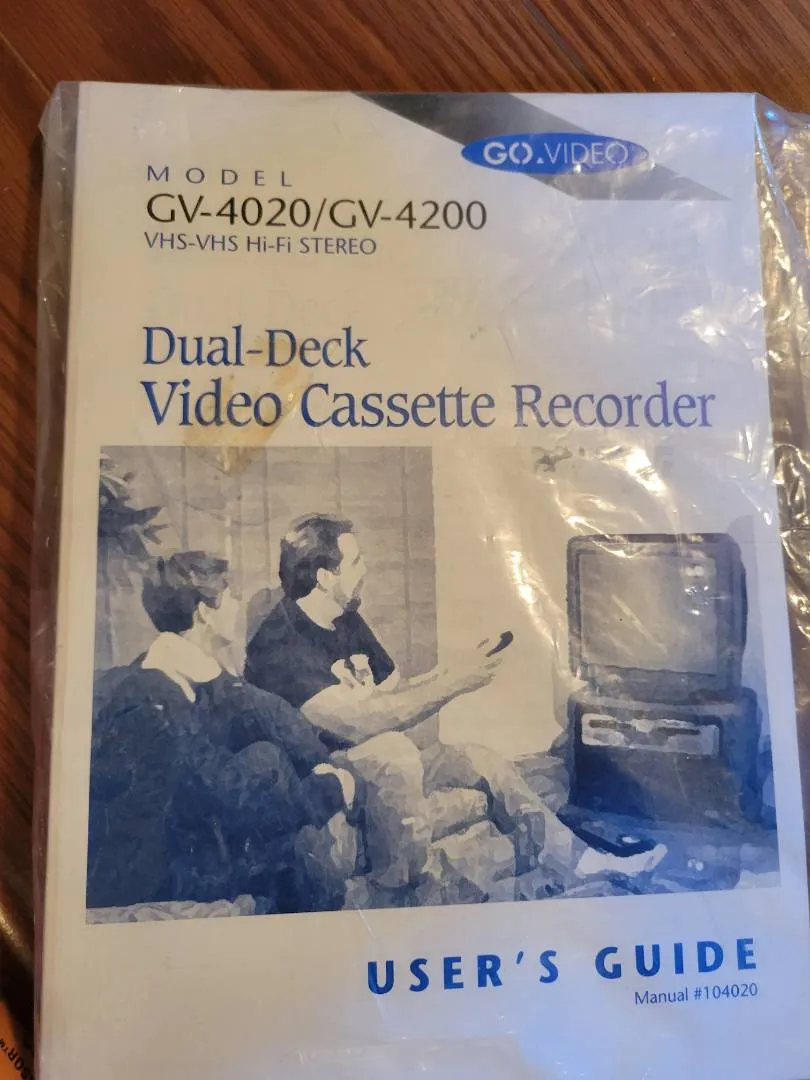 GO.VIDEO
MODEL
GV-4020/GV-4200
VHS-VHS Hi-Fi STEREO
Dual-Deck
Video Cassette Recorder
USER'S GUIDE
Manual #104020